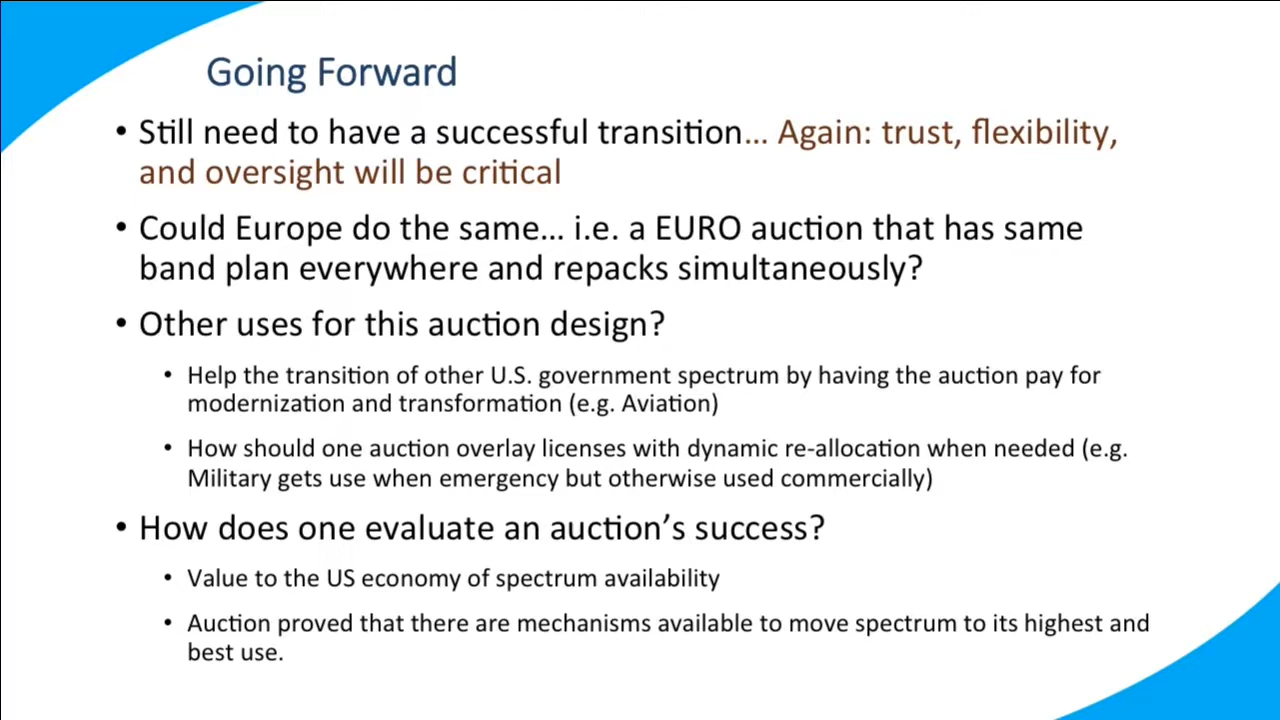 Going Forward
• Still need to have a successful transition... Again: trust, flexibility,
and oversight will be critical
• Could Europe do the same... i.e. a EURO auction that has same
band plan everywhere and repacks simultaneously?
• Other uses for this auction design?
• Help the transition of other U.S. government spectrum by having the auction pay for
modernization and transformation (e.g. Aviation)
• How should one auction overlay licenses with dynamic re-allocation when needed (e.g.
Military gets use when emergency but otherwise used commercially)
• How does one evaluate an auction’s success?
• Value to the US economy of spectrum availability
• Auction proved that there are mechanisms available to move spectrum to its highest and
best use.